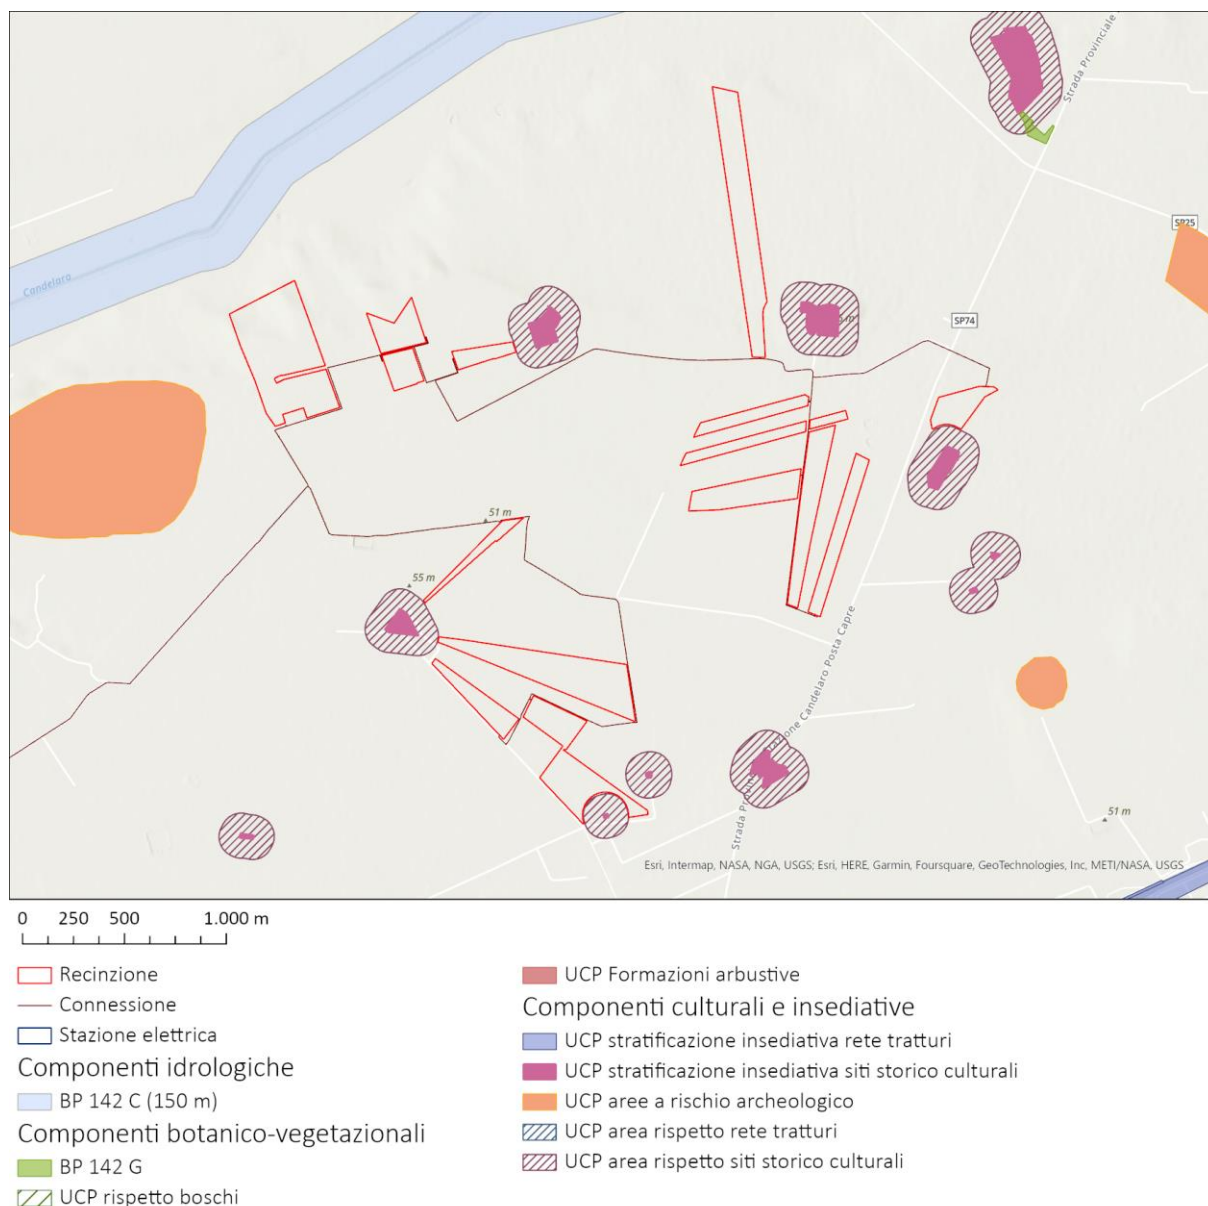 Strada Provinciale
SP25
Candelaro
5 m
SP74
51 m
55 m
Strada Provin
azione Candelaro Posta Capre
51 m
Esri, Intermap, NASA, NGA, USGS; Esri, HERE, Garmin, Foursquare, GeoTechnologies, Inc, METI/NASA, USGS
0 250 500 1.000 m
Recinzione
Connessione
Stazione elettrica
Componenti idrologiche
BP 142 C (150 m)
Componenti botanico-vegetazionali
BP 142 G
UCP rispetto boschi
UCP Formazioni arbustive
Componenti culturali e insediative
UCP stratificazione insediativa rete tratturi
UCP stratificazione insediativa siti storico culturali
UCP aree a rischio archeologico
UCP area rispetto rete tratturi
UCP area rispetto siti storico culturali